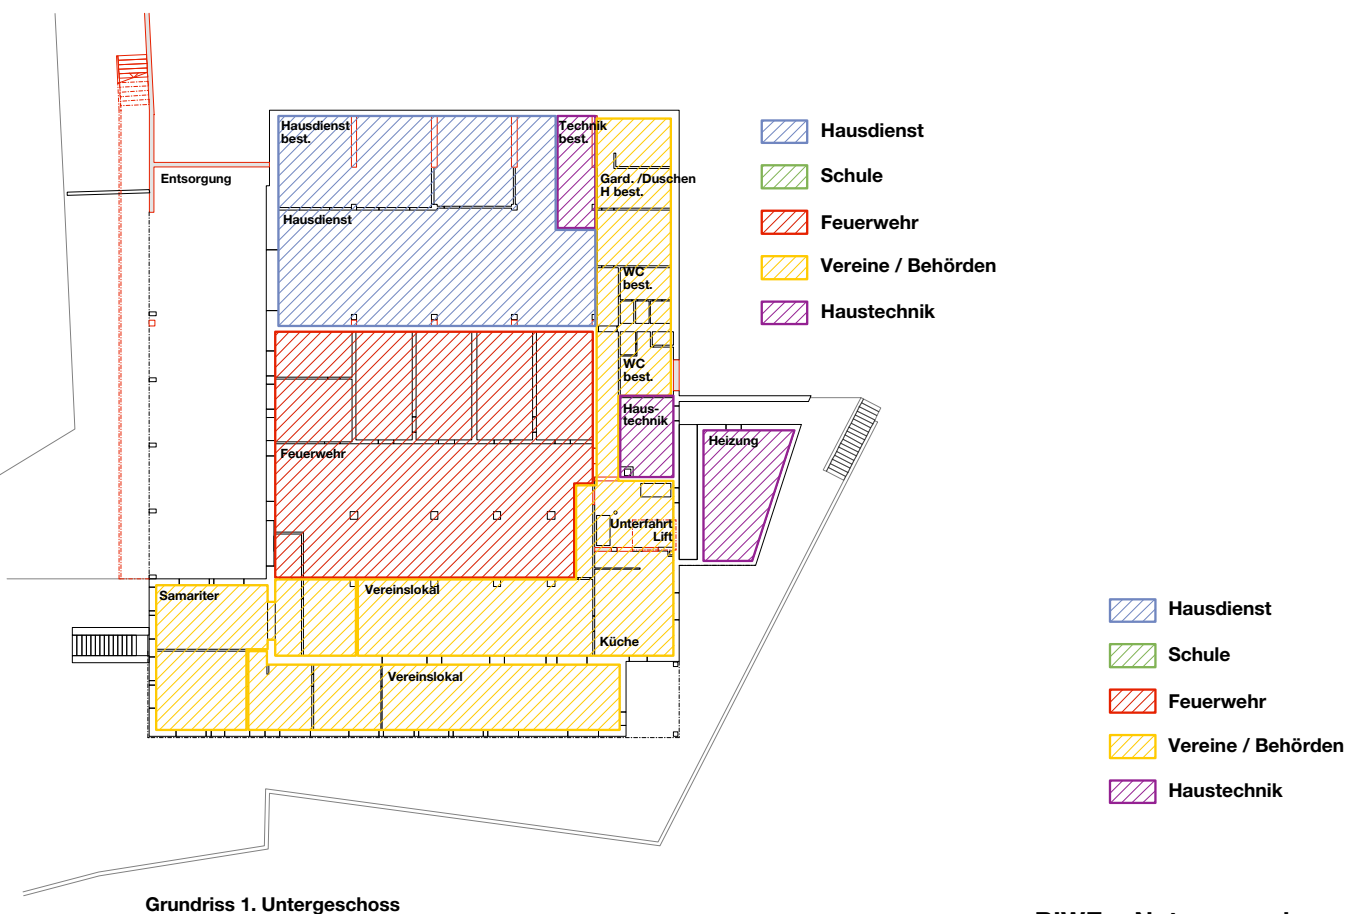 Hausdienst
best.
Technik
best.
Entsorgung
Gard. /Duschen
H best.
Hausdienst
WC
best.
WC
best.
Haus-
technik
Heizung
Feuerwehr
Unterfahrt
Lift
Samariter
Vereinslokal
Küche
Vereinslokal
Hausdienst
Schule
Feuerwehr
Vereine / Behörden
Haustechnik
Hausdienst
Schule
Feuerwehr
Vereine / Behörden
Haustechnik
Grundriss 1. Untergeschoss